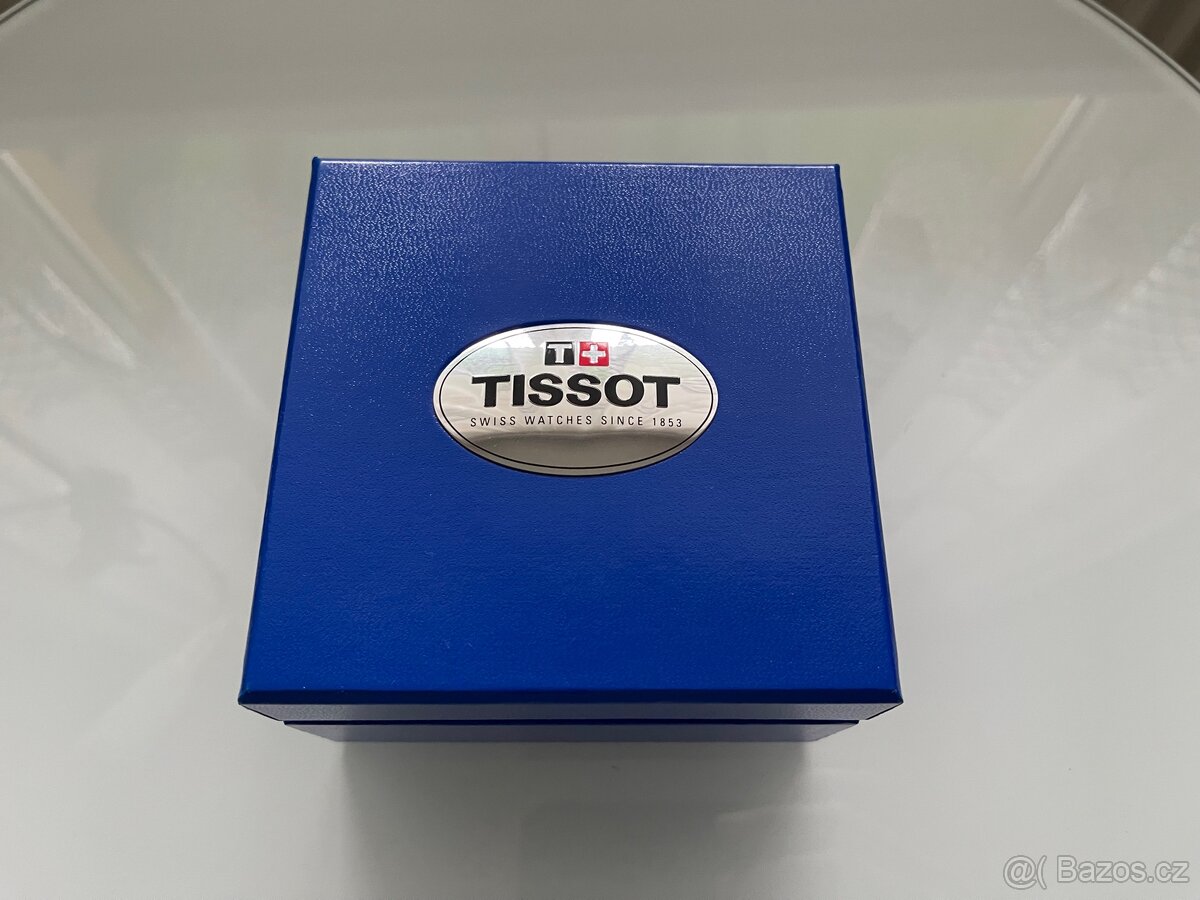 T+
TISSOT
SWISS WATCHES SINCE 1853
@( Bazos.cz